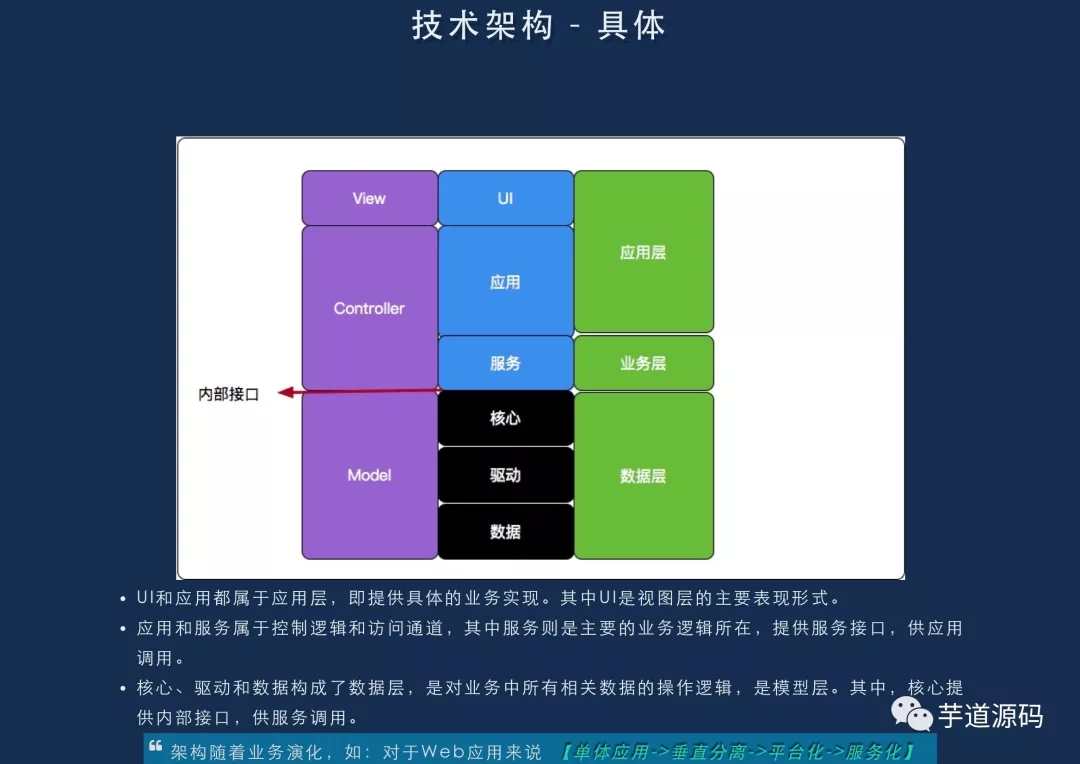 技术架构 - 具体
View
UI
应用层
应用
Controller
服务
业务层
内部接口
核心
Model
驱动
数据层
数据
• UI和应用都属于应用层，即提供具体的业务实现。其中UI是视图层的主要表现形式。
• 应用和服务属于控制逻辑和访问通道，其中服务则是主要的业务逻辑所在，提供服务接口，供应用
调用。
• 核心、驱动和数据构成了数据层，是对业务中所有相关数据的操作逻辑，是模型层。其中，核心提
供内部接口，供服务调用。
芋道源码
❝ 架构随着业务演化，如：对于Web应用来说 【单体应用->垂直分离->平台化->服务化】